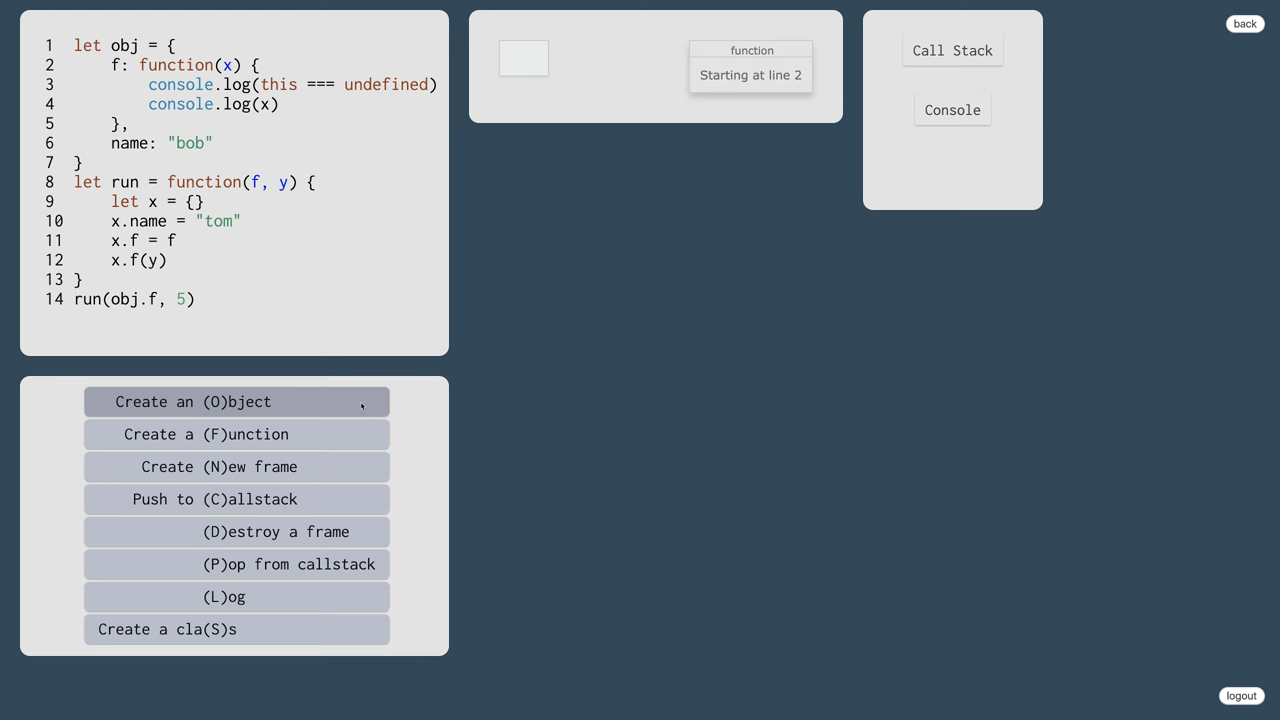 1 let obj = {
2 f: function(x) {
3 console.log(this === undefined)
4 console.log(x)
5 },
6 name: "bob"
7 }
8 let run = function(f, y) {
9 let x = {}
10 x.name = "tom"
11 x.f = f
12 x.f(y)
13 }
14 run(obj.f, 5)
function
Starting at line 2
Call Stack
Console
back
Create an (O)bject
Create a (F)unction
Create (N)ew frame
Push to (C)allstack
(D)estroy a frame
(P)op from callstack
(L)og
Create a cla(S)s
logout